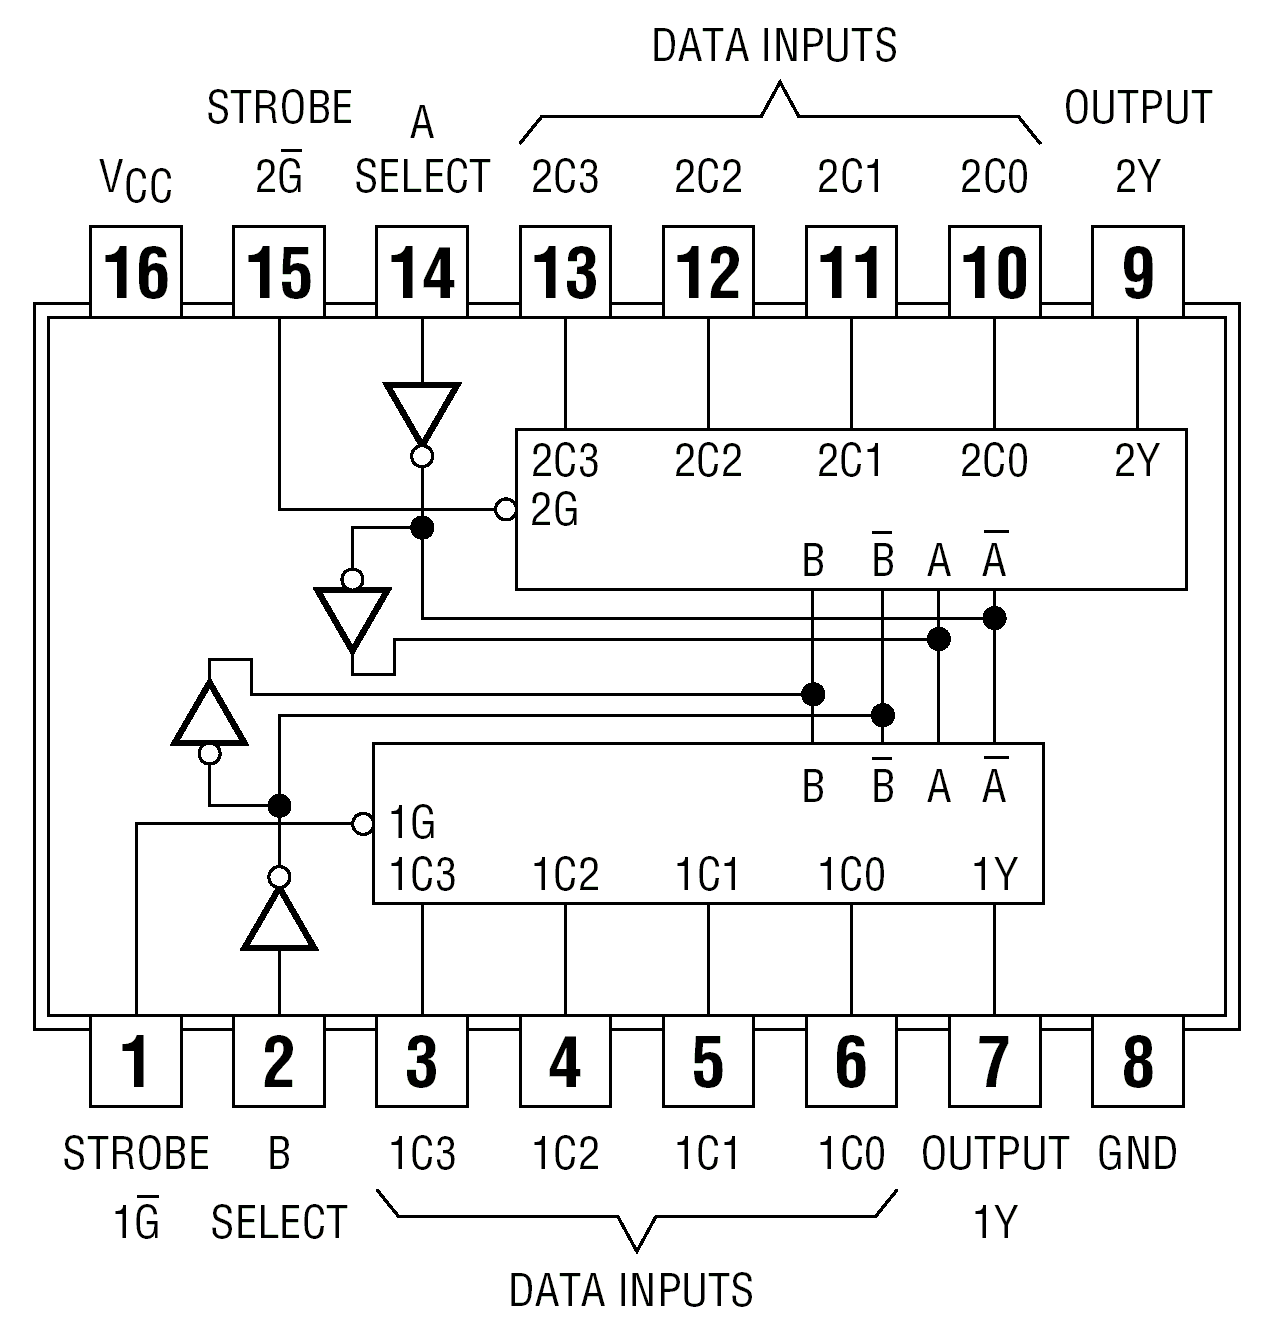 DATA INPUTS
STROBE A OUTPUT
VCC 2G̅ SELECT 2C3 2C2 2C1 2C0 2Y
16 15 14 13 12 11 10 9
2C3 2C2 2C1 2C0 2Y
2G
B B̅ A A̅
B B̅ A A̅
1G
1C3 1C2 1C1 1C0 1Y
1 2 3 4 5 6 7 8
STROBE B 1C3 1C2 1C1 1C0 OUTPUT GND
1G̅ SELECT 1Y
DATA INPUTS